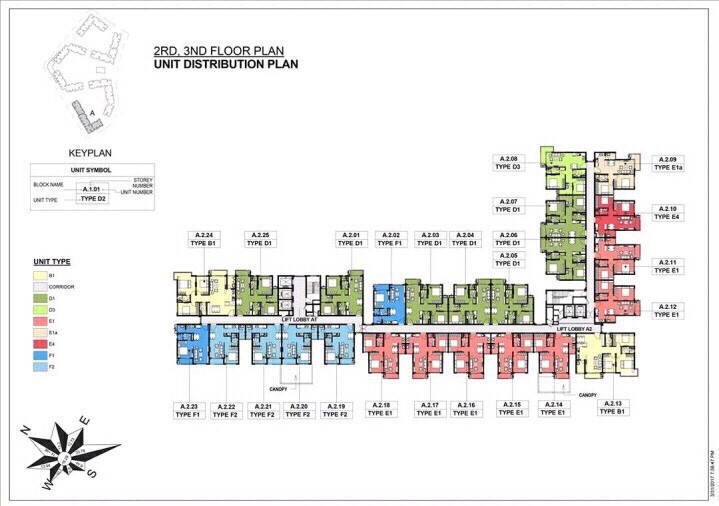 2RD, 3ND FLOOR PLAN
UNIT DISTRIBUTION PLAN
A
KEYPLAN
UNIT SYMBOL
BLOCK NAME
A.1.01
STOREY
NUMBER
UNIT NUMBER
UNIT TYPE
TYPE D2
A.2.08
TYPE D3
A.2.09
TYPE E1a
A.2.07
TYPE D1
A.2.10
TYPE E4
A.2.24
TYPE B1
A.2.25
TYPE D1
A.2.01
TYPE D1
A.2.02
TYPE F1
A.2.03
TYPE D1
A.2.04
TYPE D1
A.2.06
TYPE D1
A.2.05
TYPE D1
A.2.11
TYPE E1
A.2.12
TYPE E1
UNIT TYPE
B1
CORRIDOR
D1
D3
E1
E1a
E4
F1
F2
LIFT LOBBY A1
LIFT LOBBY A2
CANOPY
CANOPY
A.2.23
TYPE F1
A.2.22
TYPE F2
A.2.21
TYPE F2
A.2.20
TYPE F2
A.2.19
TYPE F2
A.2.18
TYPE E1
A.2.17
TYPE E1
A.2.16
TYPE E1
A.2.15
TYPE E1
A.2.14
TYPE E1
A.2.13
TYPE B1
N
E
W
S
3/31/2017 7:58:47 PM